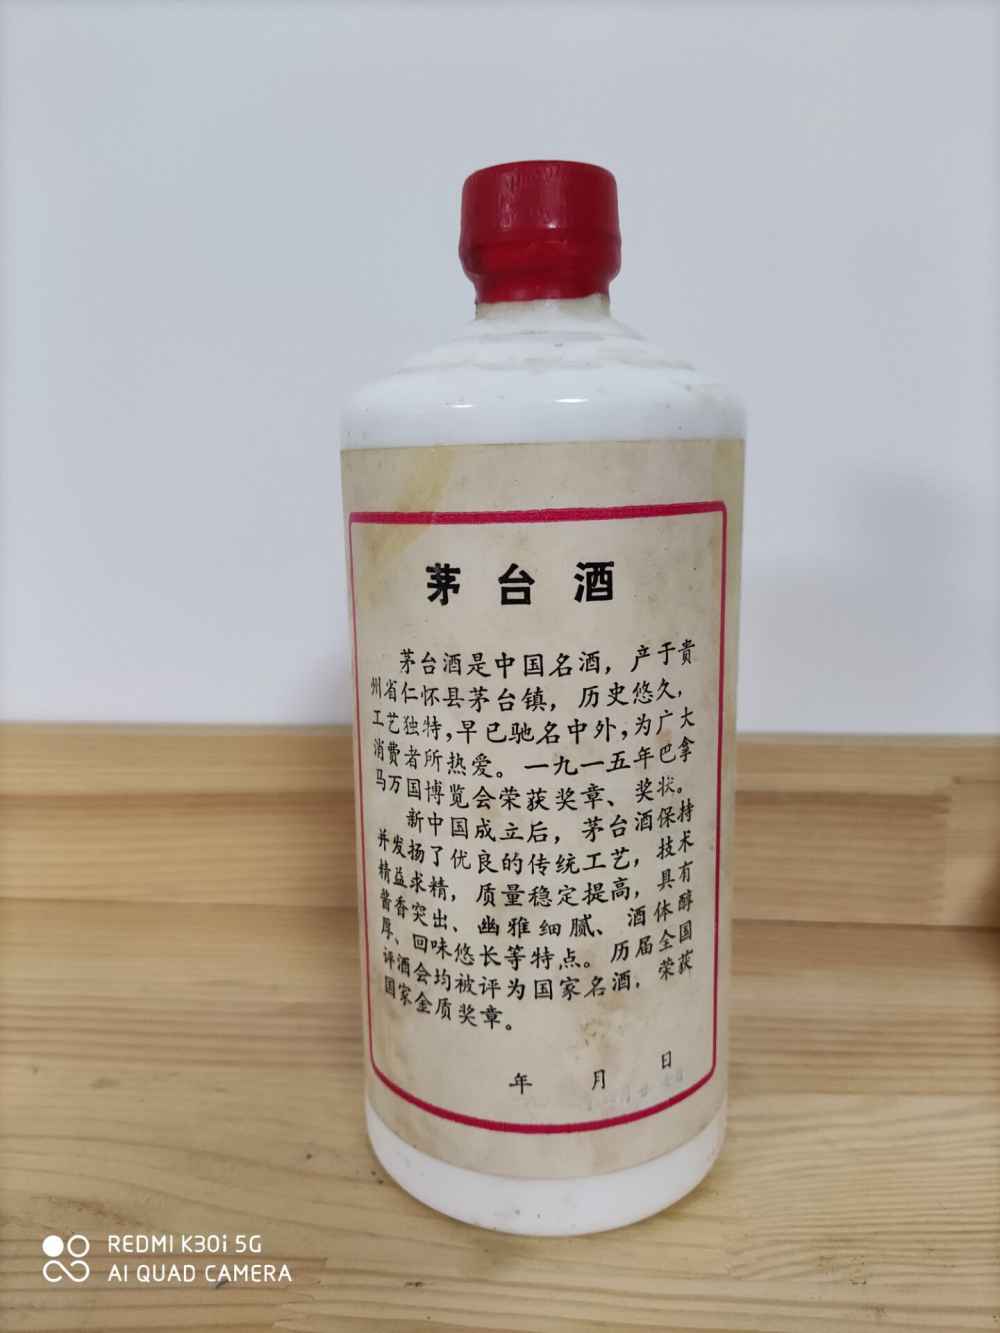 茅台酒
茅台酒是中国名酒，产于贵
州省仁怀县茅台镇，历史悠久，
工艺独特，早已驰名中外，为广大
消费者所热爱。一九一五年巴拿
马万国博览会荣获奖章、奖状。
新中国成立后，茅台酒保持
并发扬了优良的传统工艺，技术
精益求精，质量稳定提高，具有
酱香突出、幽雅细腻、酒体醇
厚、回味悠长等特点。历届全国
评酒会均被评为国家名酒，荣获
国家金质奖章。
年 月 日
REDMI K30i 5G
AI QUAD CAMERA